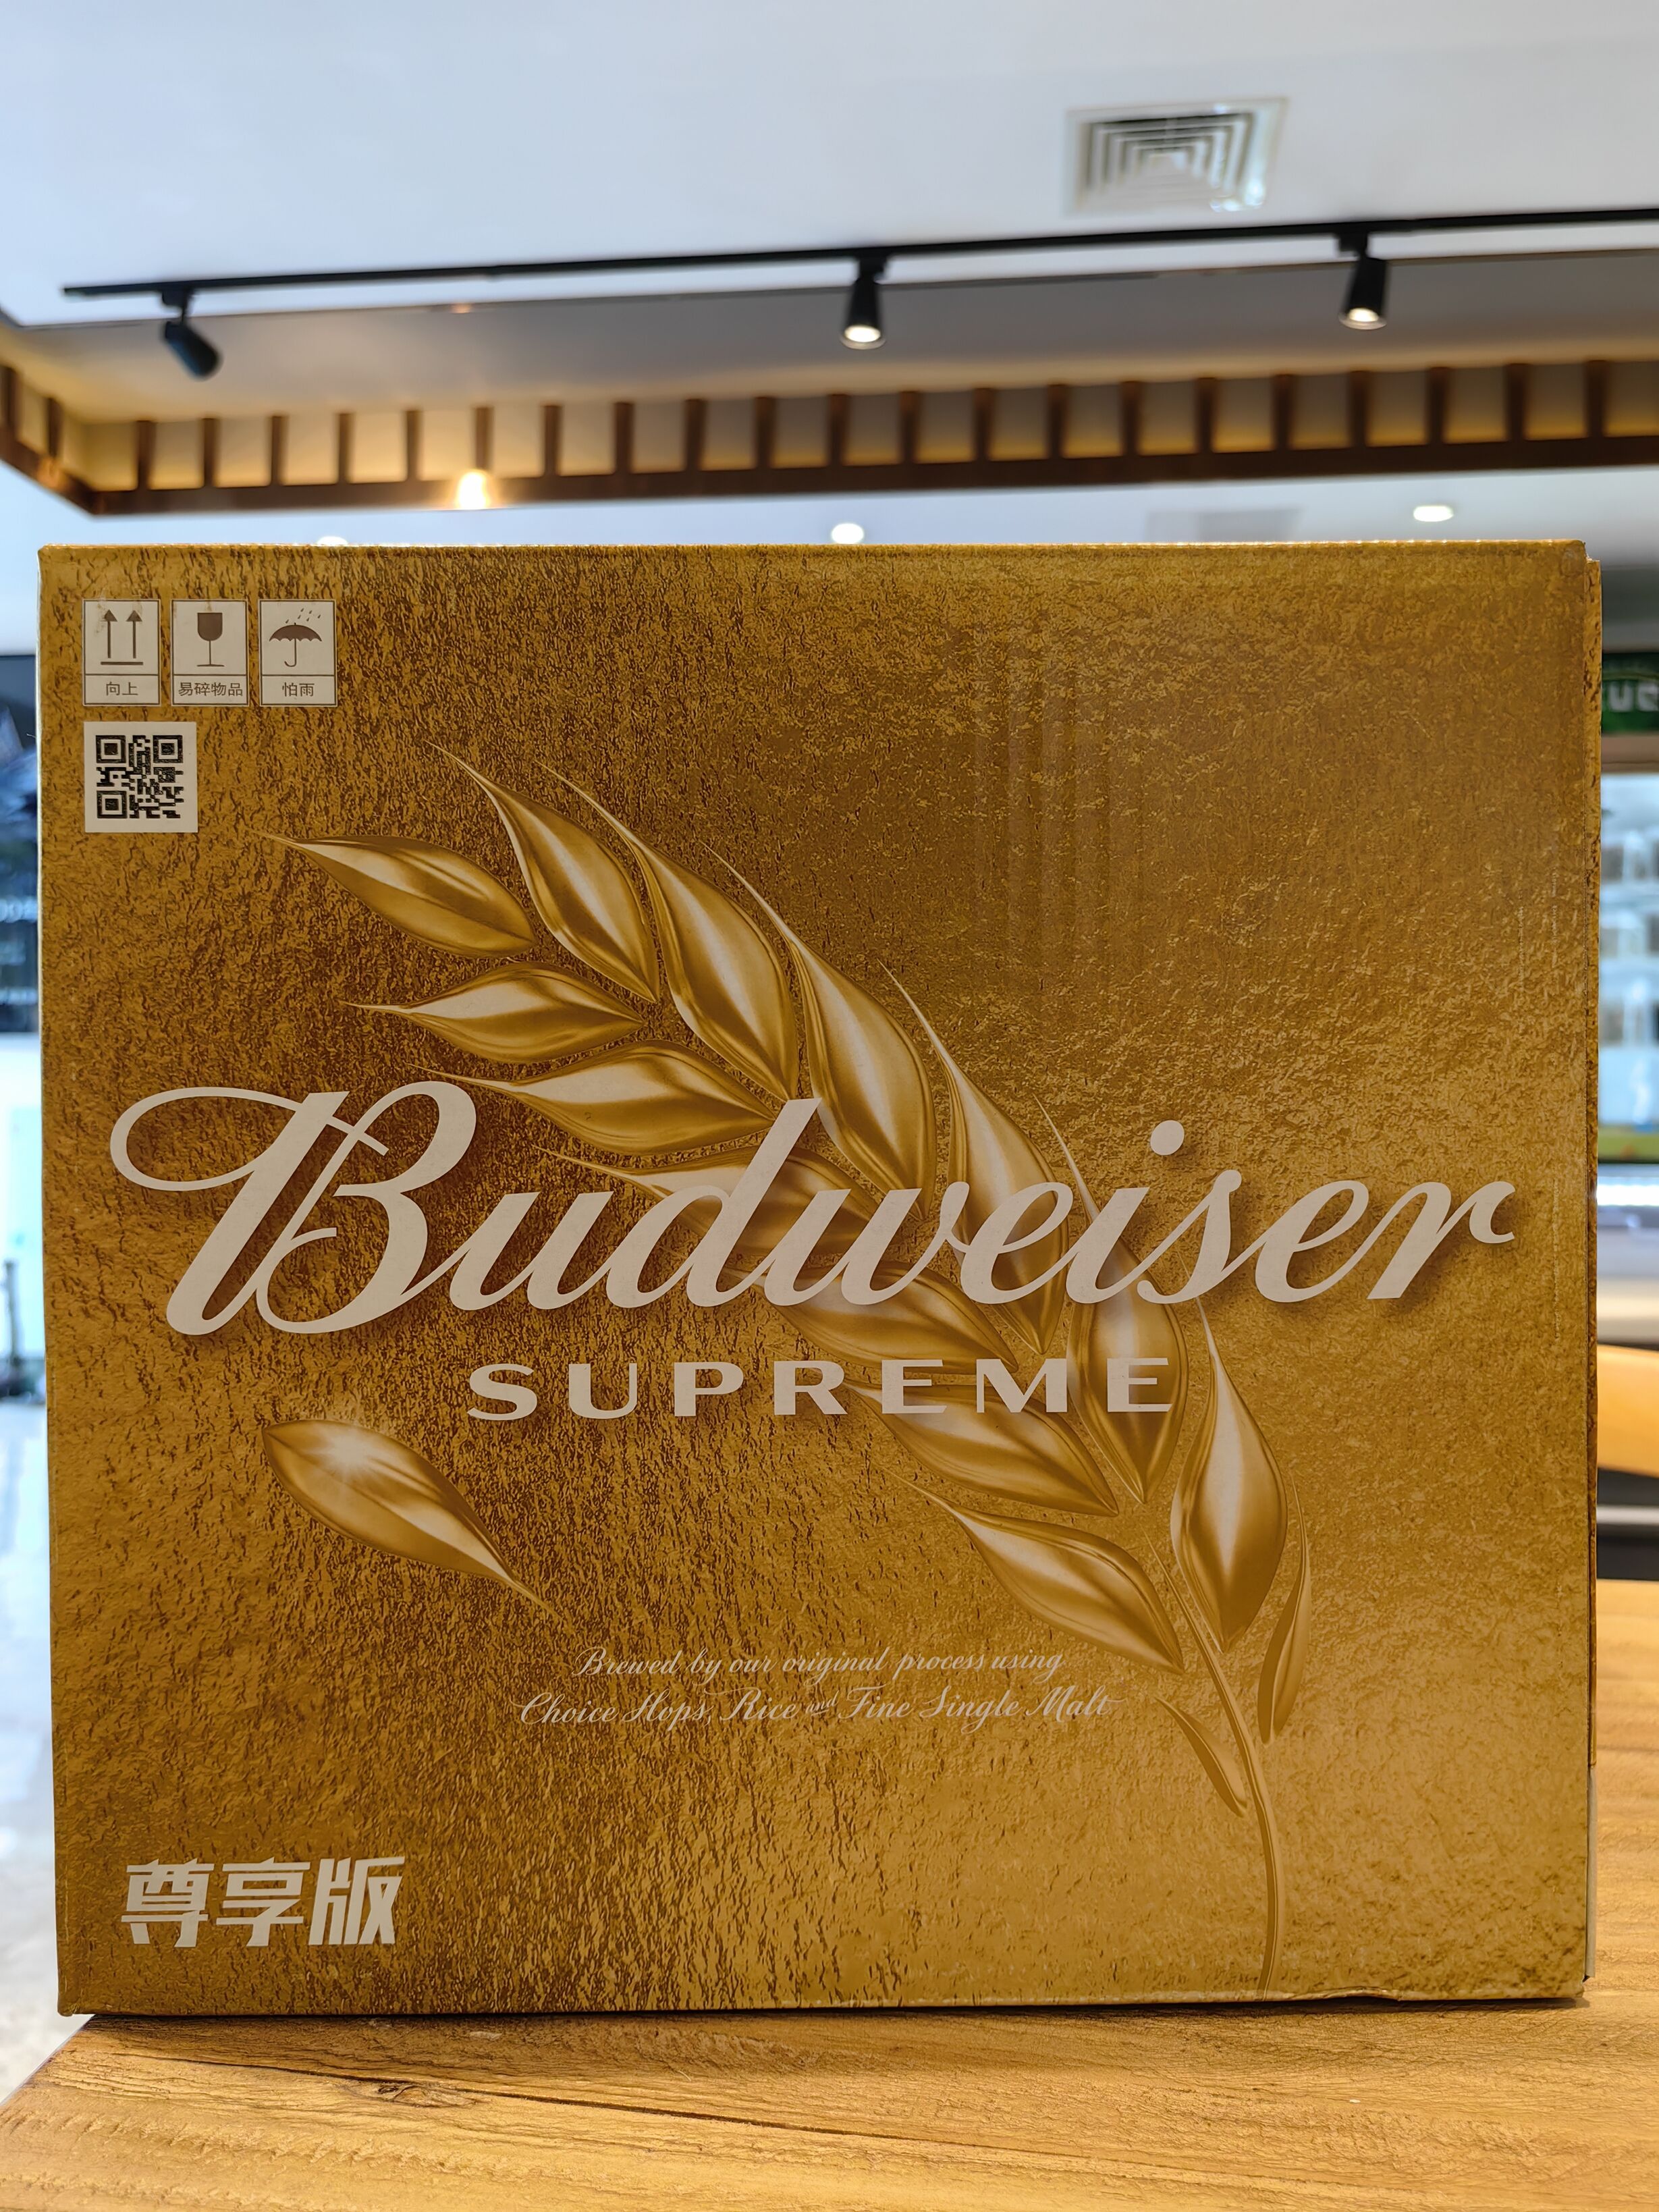 向上
易碎物品
怕雨
Budweiser
SUPREME
Brewed by our original process using
Choice Hops, Rice and Fine Single Malt
尊享版